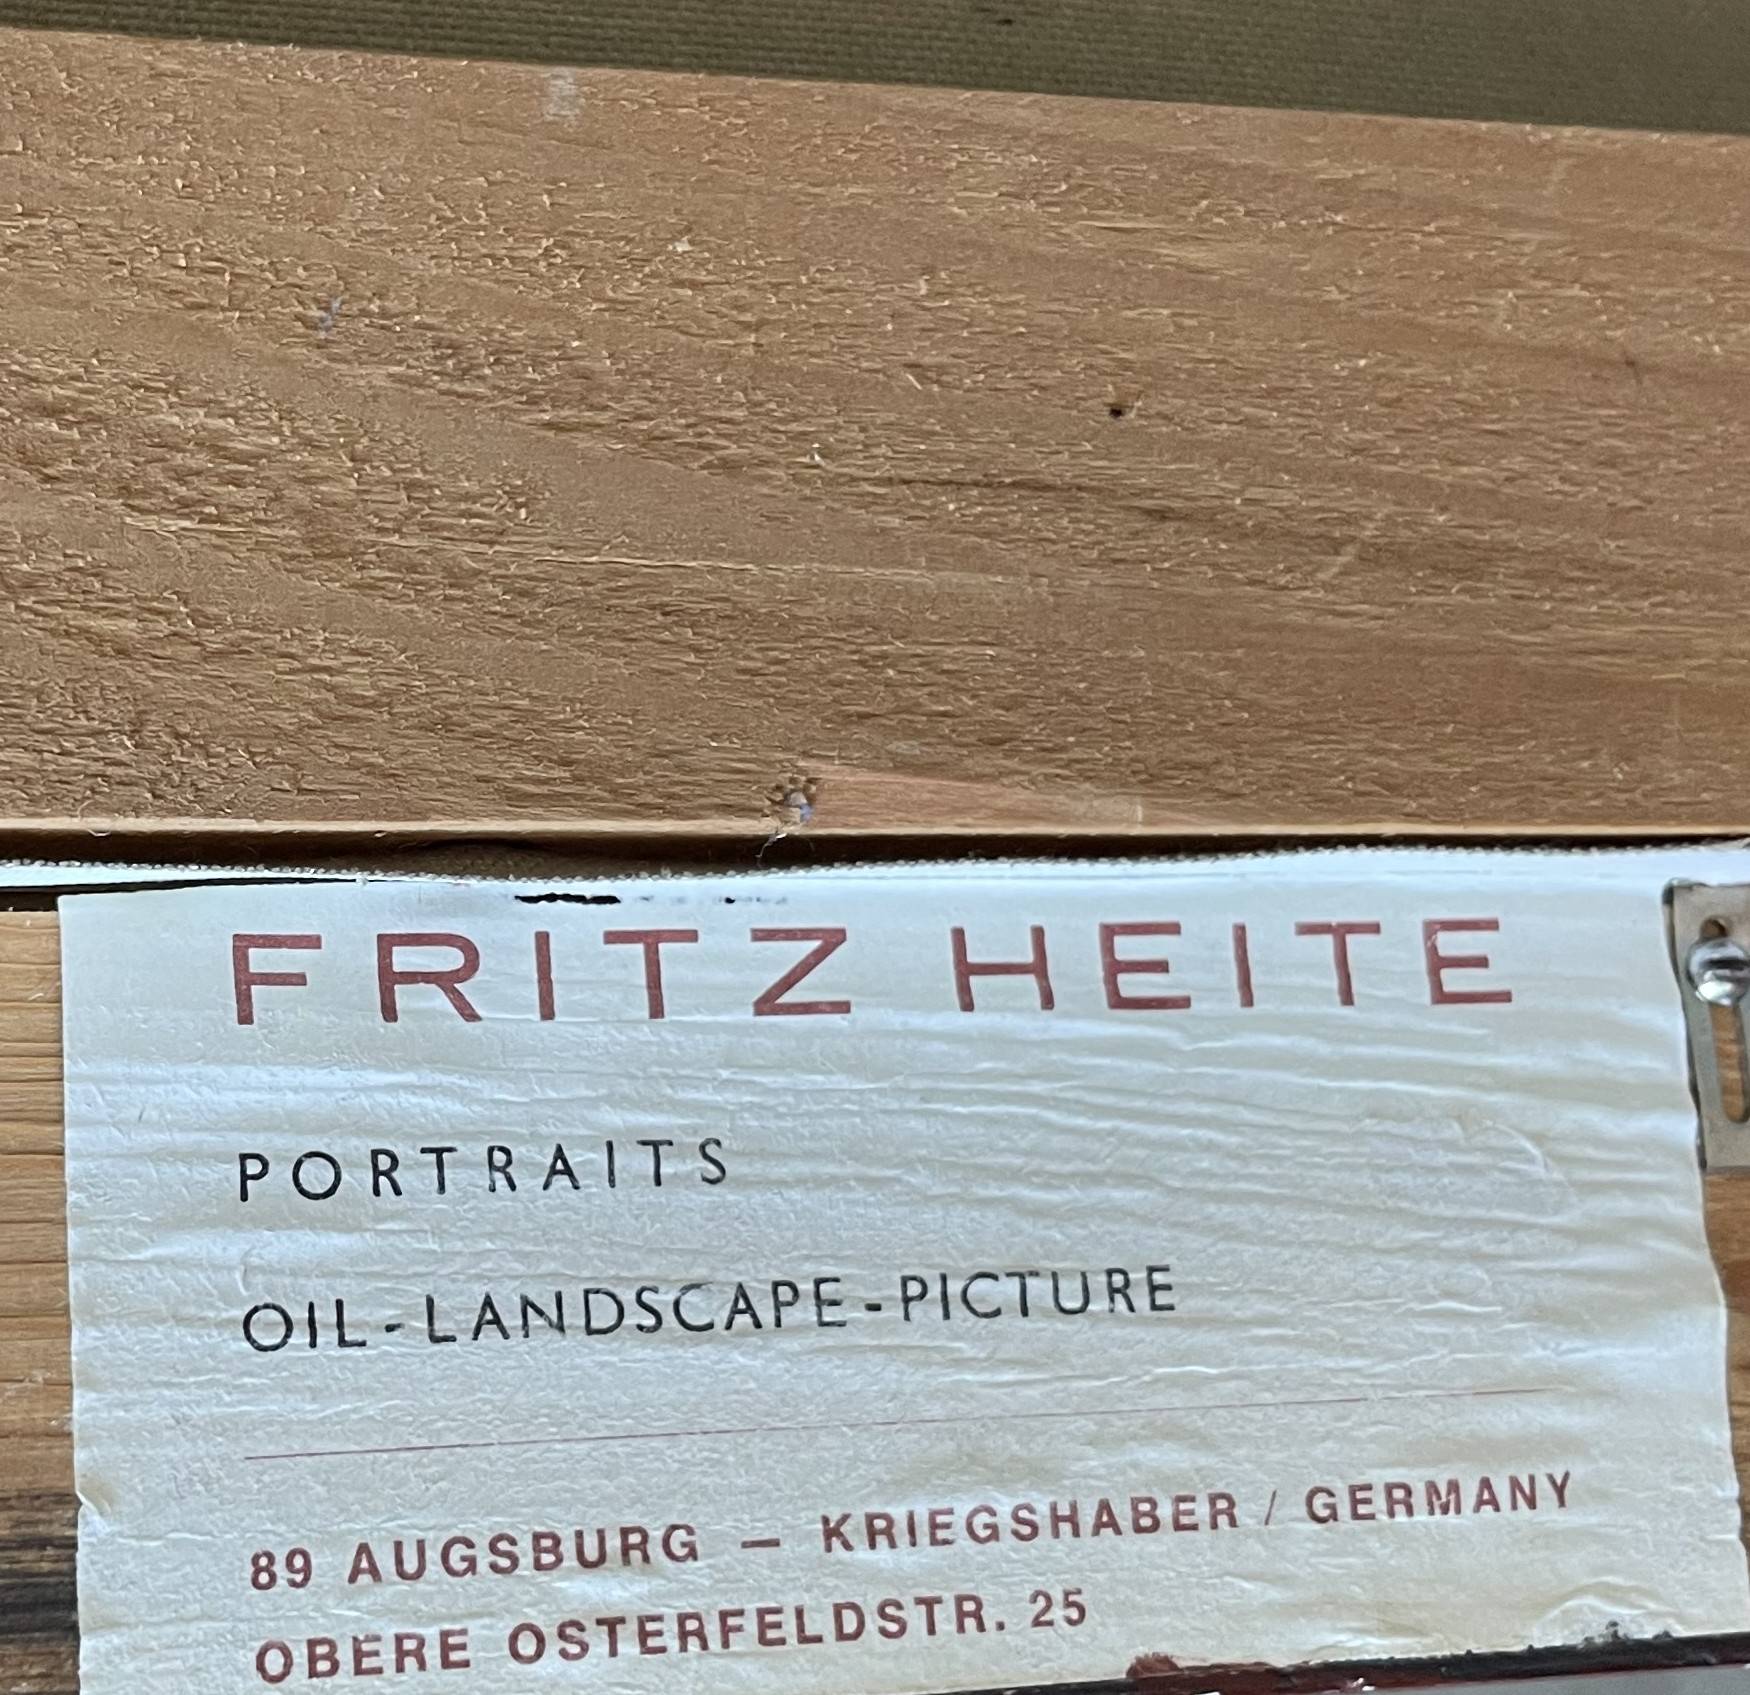 FRITZ HEITE
PORTRAITS
OIL-LANDSCAPE-PICTURE
89 AUGSBURG — KRIEGSHABER / GERMANY
OBERE OSTERFELDSTR. 25